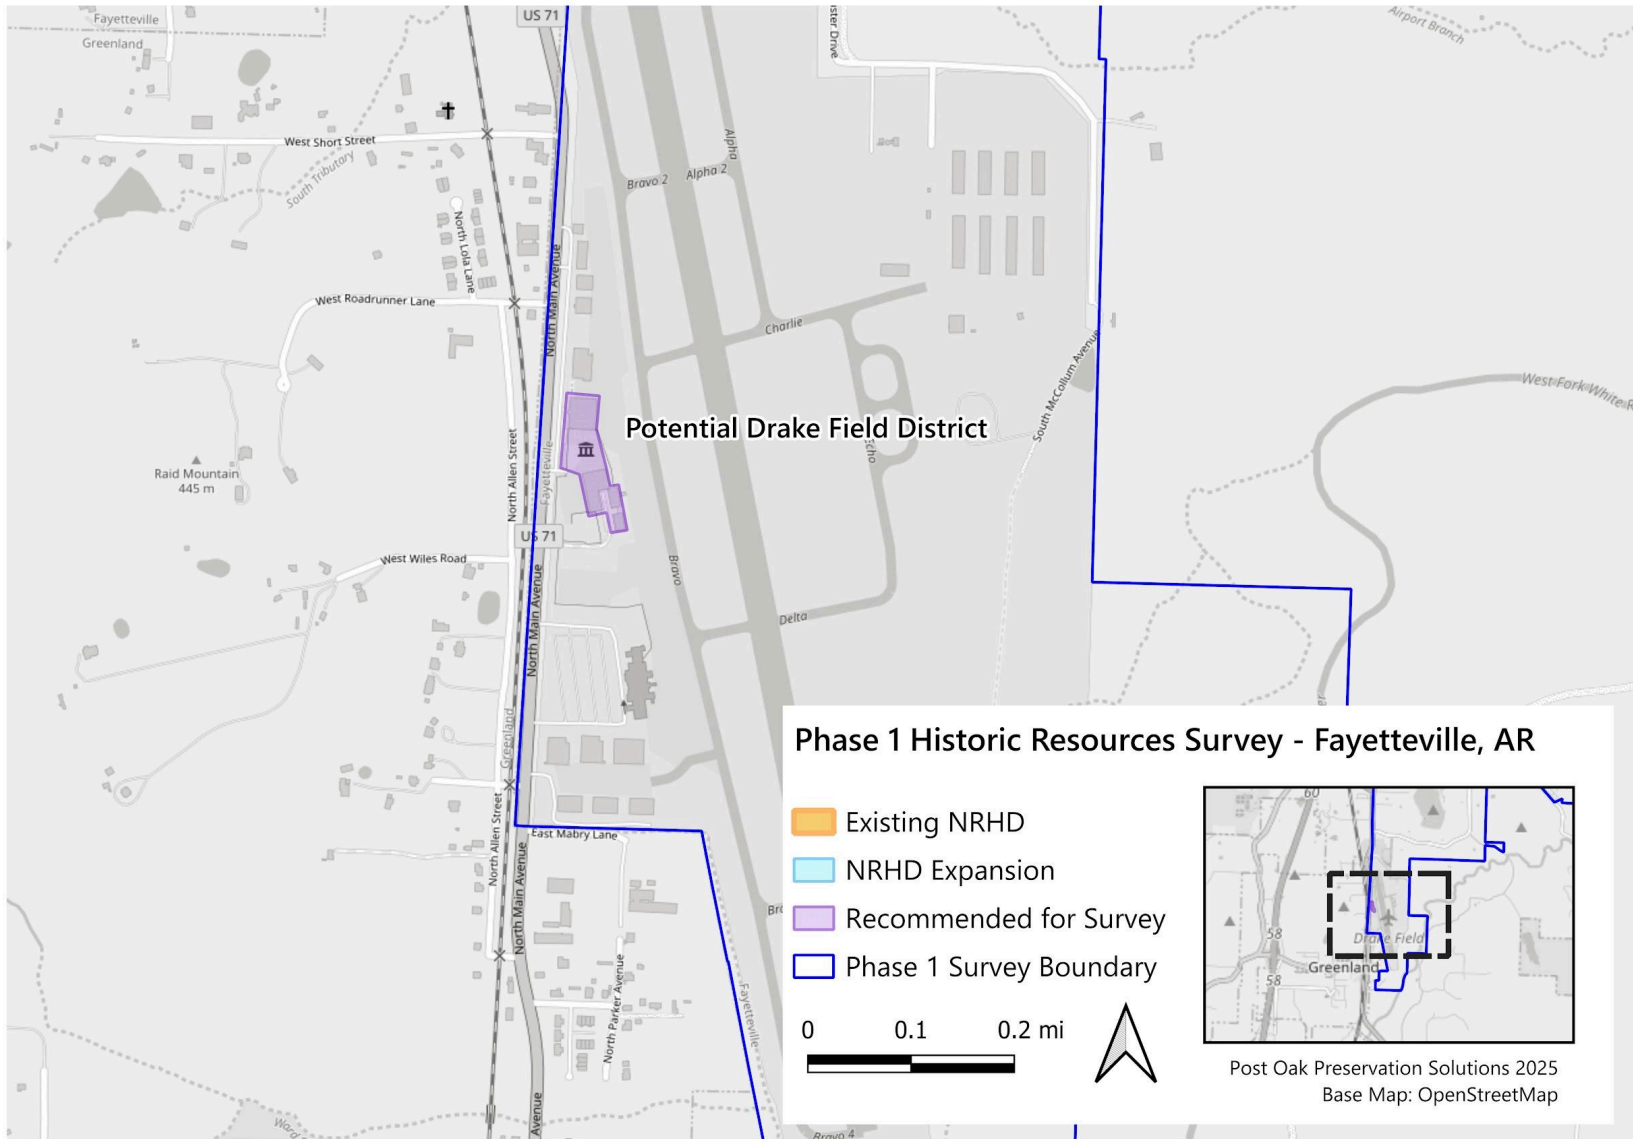 US 71
Fayetteville
Greenland
Airport Branch
West Short Street
South Tributary
Alpha
Bravo 2
Alpha 2
North Lola Lane
North Main Avenue
West Roadrunner Lane
Charlie
South McCollum Avenue
West Fork White R
Potential Drake Field District
North Allen Street
Fayetteville
Raid Mountain
445 m
US 71
West Wiles Road
Bravo
North Main Avenue
Delta
Greenland
North Allen Street
East Mabry Lane
North Main Avenue
North Parker Avenue
Fayetteville
Avenue
Bravo 4
Phase 1 Historic Resources Survey - Fayetteville, AR
Existing NRHD
NRHD Expansion
Recommended for Survey
Phase 1 Survey Boundary
0 0.1 0.2 mi
60
58
58
Drake Field
Greenland
Post Oak Preservation Solutions 2025
Base Map: OpenStreetMap